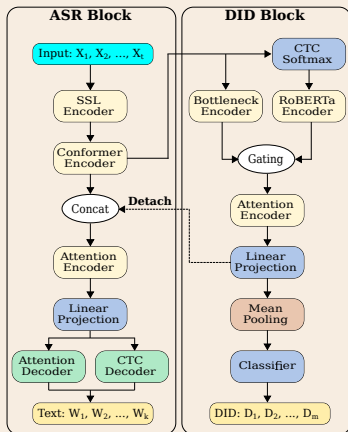 ASR Block
Input: X1, X2, ..., Xt
SSL
Encoder
Conformer
Encoder
Concat
Attention
Encoder
Linear
Projection
Attention
Decoder
CTC
Decoder
Text: W1, W2, ..., Wk
Detach
DID Block
CTC
Softmax
Bottleneck
Encoder
RoBERTa
Encoder
Gating
Attention
Encoder
Linear
Projection
Mean
Pooling
Classifier
DID: D1, D2, ..., Dm